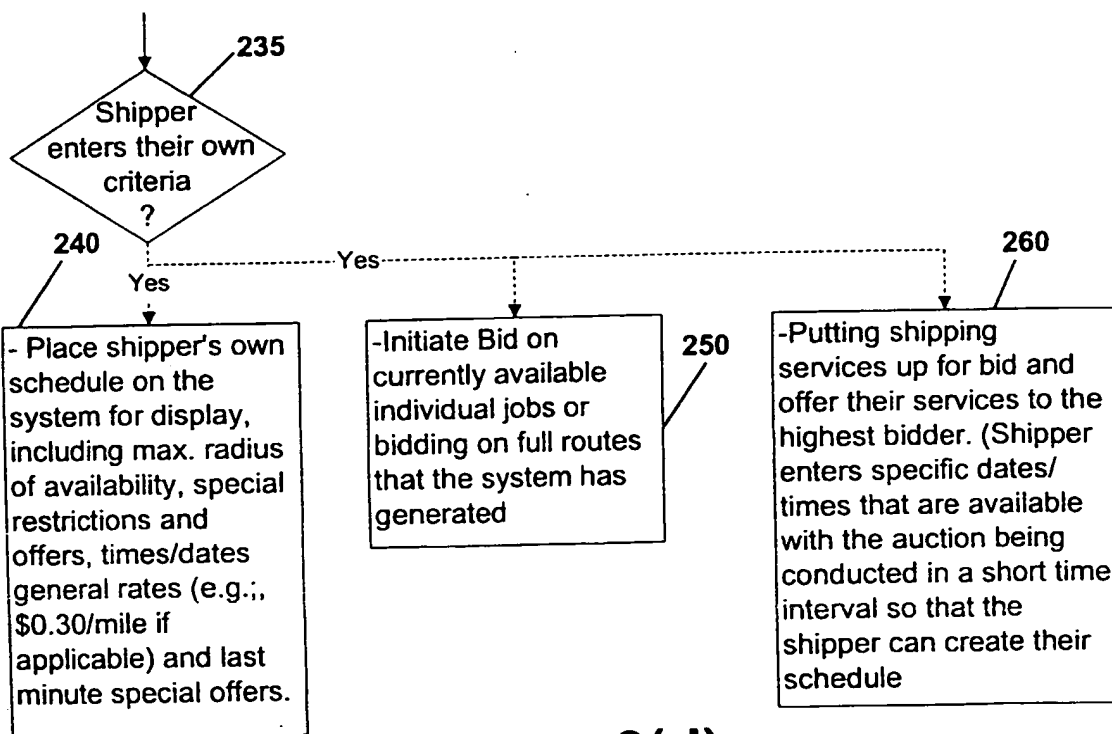 235
Shipper
enters their own
criteria
?
240
Yes
Yes
260
- Place shipper's own
schedule on the
system for display,
including max. radius
of availability, special
restrictions and
offers, times/dates
general rates (e.g.;,
$0.30/mile if
applicable) and last
minute special offers.
-Initiate Bid on
currently available
individual jobs or
bidding on full routes
that the system has
generated
250
-Putting shipping
services up for bid and
offer their services to the
highest bidder. (Shipper
enters specific dates/
times that are available
with the auction being
conducted in a short time
interval so that the
shipper can create their
schedule